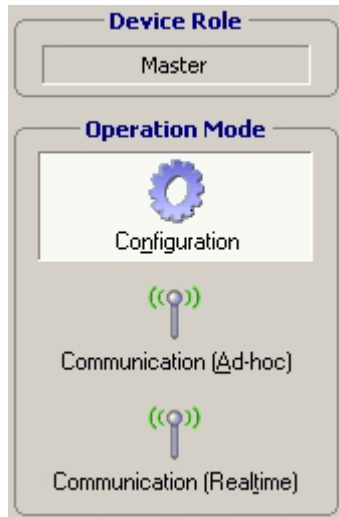 Device Role
Master
Operation Mode
Configuration
Communication (Ad-hoc)
Communication (Realtime)